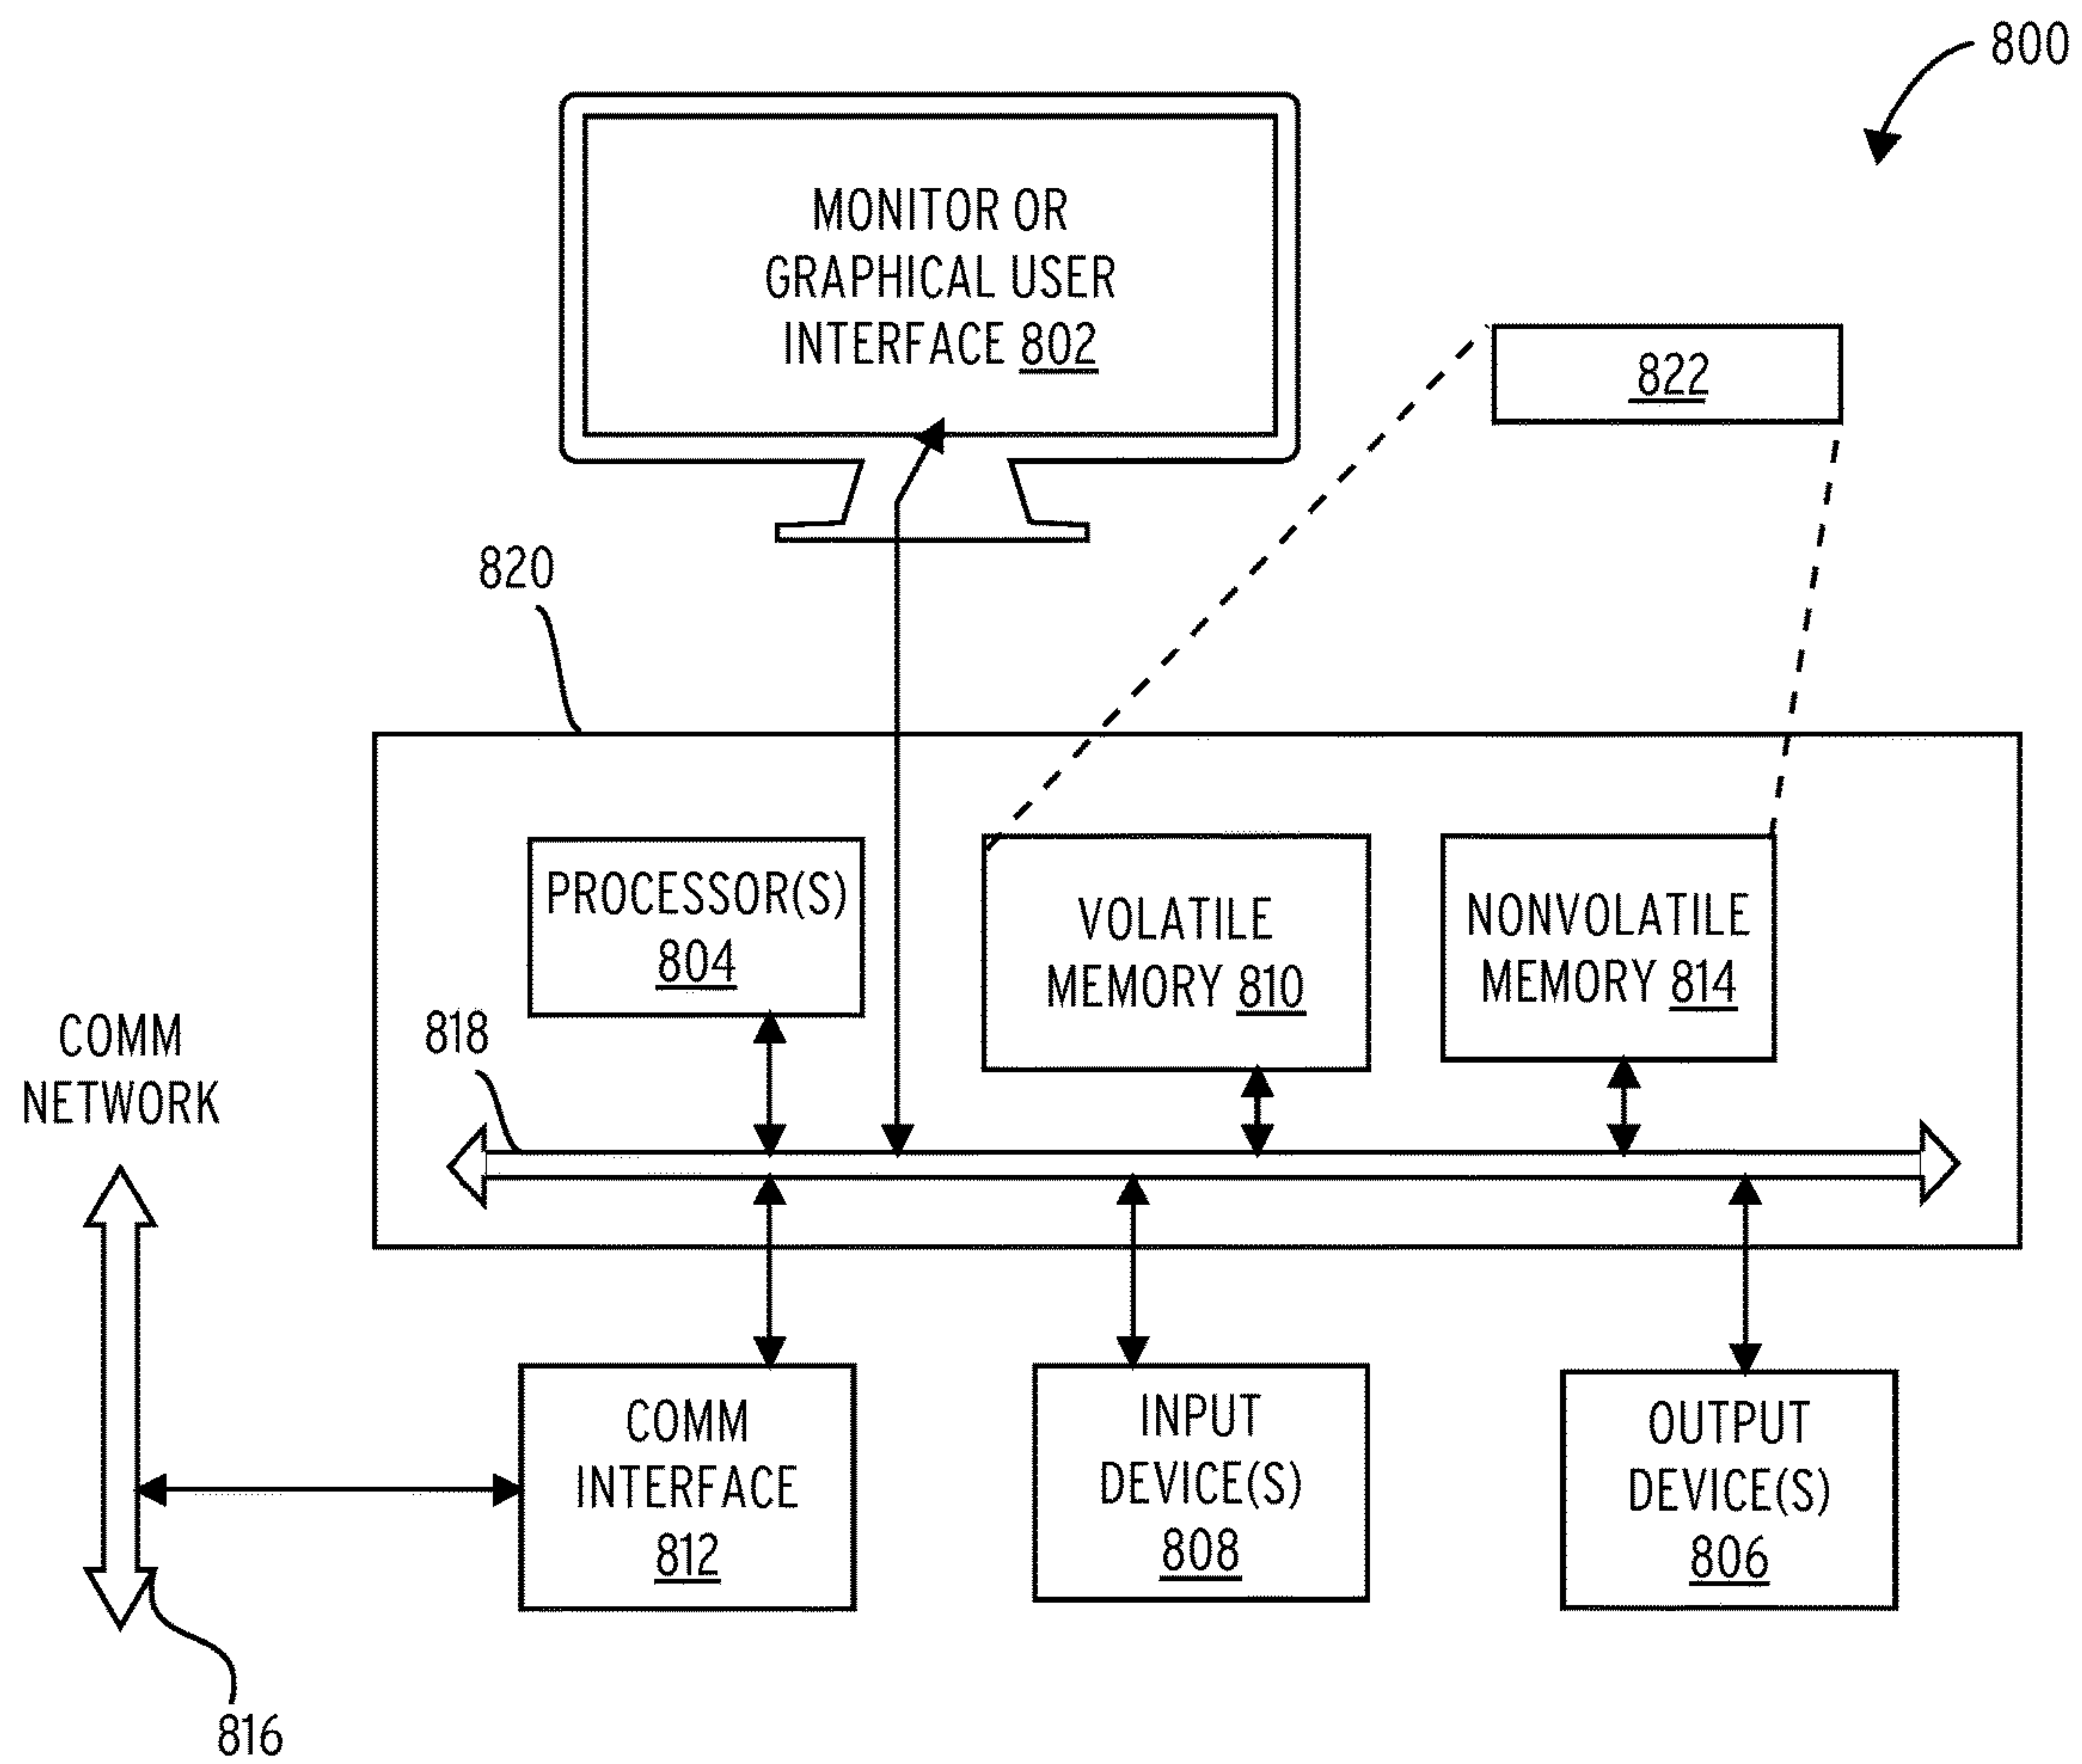 800
MONITOR OR
GRAPHICAL USER
INTERFACE 802
822
820
PROCESSOR(S)
804
VOLATILE
MEMORY 810
NONVOLATILE
MEMORY 814
818
COMM
NETWORK
COMM
INTERFACE
812
INPUT
DEVICE(S)
808
OUTPUT
DEVICE(S)
806
816